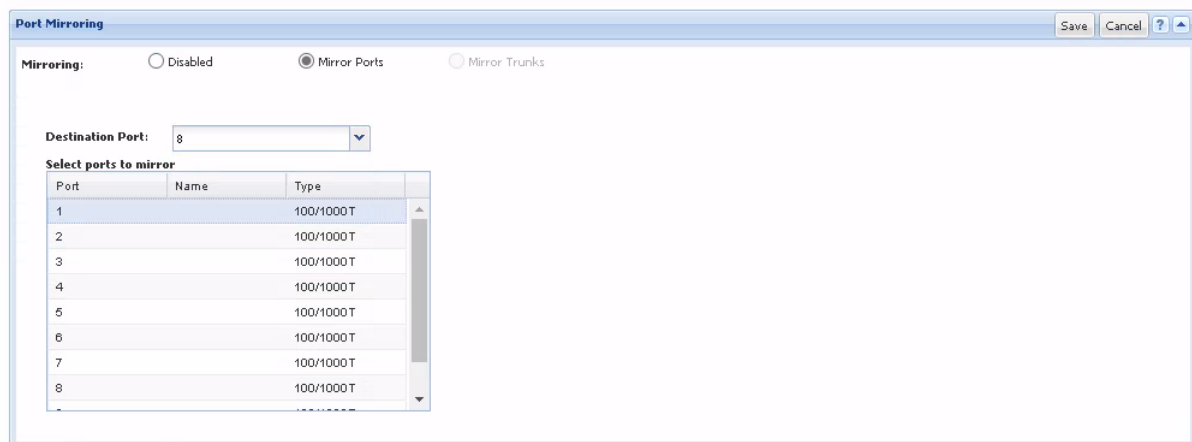 Port Mirroring Save Cancel ?
Mirroring: Disabled Mirror Ports Mirror Trunks
Destination Port: 8
Select ports to mirror
Port Name Type
1 100/1000T
2 100/1000T
3 100/1000T
4 100/1000T
5 100/1000T
6 100/1000T
7 100/1000T
8 100/1000T